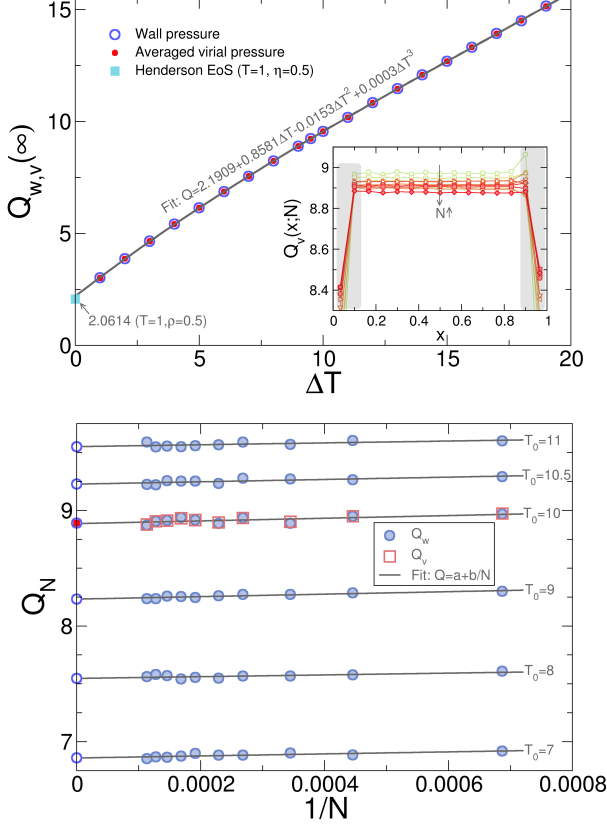 15
10
5
0
Q_{w,v}(∞)
Wall pressure
Averaged virial pressure
Henderson EoS (T=1, η=0.5)
Fit: Q=2.1909+0.8581ΔT-0.0153ΔT^2+0.0003ΔT^3
2.0614 (T=1,ρ=0.5)
9
8.8
8.6
8.4
Q_v(x;N)
N
0 0.2 0.4 0.6 0.8 1
x
0 5 10 15 20
ΔT
9
8
7
Q_N
T_0=11
T_0=10.5
T_0=10
Q_w
Q_v
Fit: Q=a+b/N
T_0=9
T_0=8
T_0=7
0 0.0002 0.0004 0.0006 0.0008
1/N